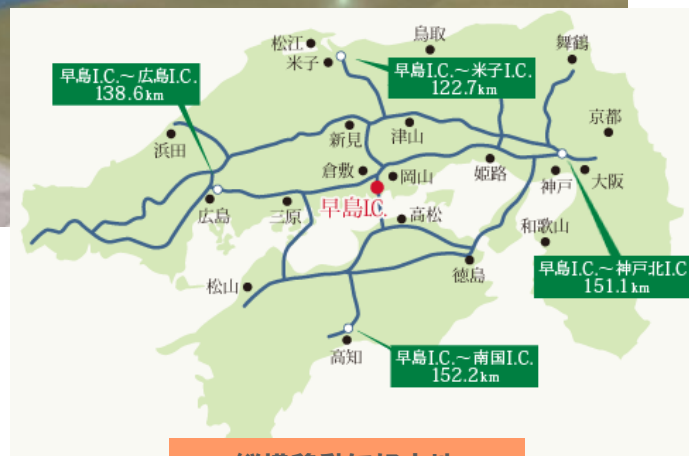 鳥取
松江
舞鶴
米子
早島I.C.～米子I.C.
122.7km
早島I.C.～広島I.C.
138.6km
京都
新見
津山
浜田
倉敷
岡山
姫路
神戸
大阪
広島
三原
早島I.C.
高松
和歌山
早島I.C.～神戸北I.C
151.1km
徳島
松山
高知
早島I.C.～南国I.C.
152.2km